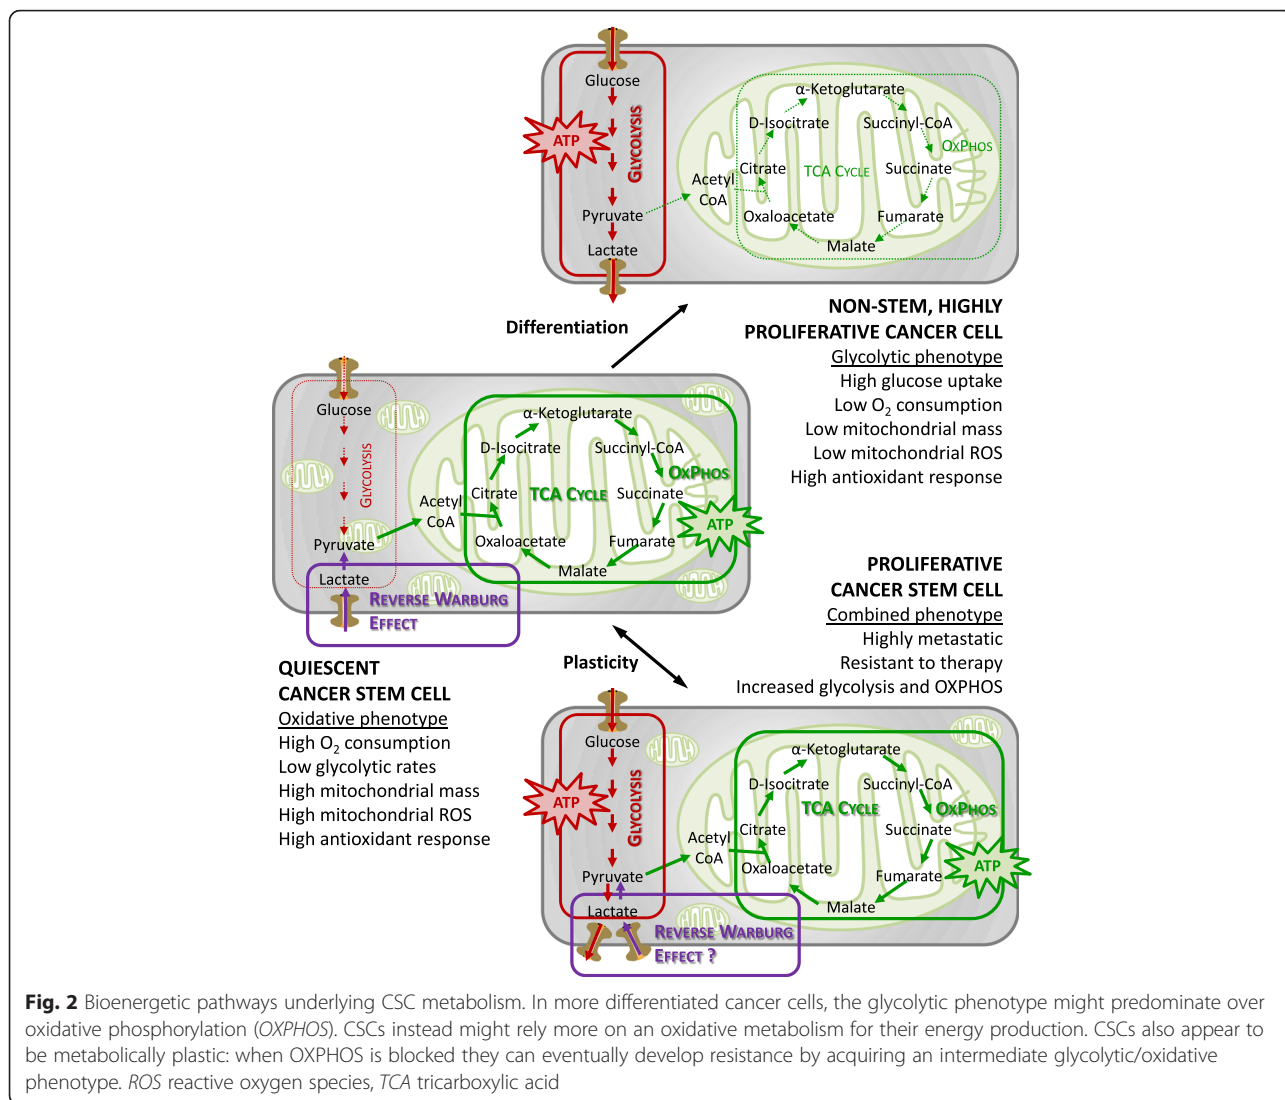 Glucose
GLYCOLYSIS
ATP
Pyruvate
Lactate
Acetyl
CoA
α-Ketoglutarate
D-Isocitrate
Succinyl-CoA
OXPHOS
Citrate
TCA CYCLE
Succinate
Oxaloacetate
Fumarate
Malate
Differentiation
NON-STEM, HIGHLY
PROLIFERATIVE CANCER CELL
Glycolytic phenotype
High glucose uptake
Low O2 consumption
Low mitochondrial mass
Low mitochondrial ROS
High antioxidant response
Glucose
GLYCOLYSIS
Pyruvate
Lactate
Acetyl
CoA
α-Ketoglutarate
D-Isocitrate
Succinyl-CoA
OXPHOS
Citrate
TCA CYCLE
Succinate
ATP
Oxaloacetate
Fumarate
Malate
REVERSE WARBURG
EFFECT
QUIESCENT
CANCER STEM CELL
Oxidative phenotype
High O2 consumption
Low glycolytic rates
High mitochondrial mass
High mitochondrial ROS
High antioxidant response
Plasticity
PROLIFERATIVE
CANCER STEM CELL
Combined phenotype
Highly metastatic
Resistant to therapy
Increased glycolysis and OXPHOS
Glucose
GLYCOLYSIS
ATP
Pyruvate
Lactate
Acetyl
CoA
α-Ketoglutarate
D-Isocitrate
Succinyl-CoA
TCA CYCLE
OXPHOS
Citrate
Succinate
Oxaloacetate
Fumarate
ATP
Malate
REVERSE WARBURG
EFFECT ?
Fig. 2 Bioenergetic pathways underlying CSC metabolism. In more differentiated cancer cells, the glycolytic phenotype might predominate over
oxidative phosphorylation (OXPHOS). CSCs instead might rely more on an oxidative metabolism for their energy production. CSCs also appear to
be metabolically plastic: when OXPHOS is blocked they can eventually develop resistance by acquiring an intermediate glycolytic/oxidative
phenotype. ROS reactive oxygen species, TCA tricarboxylic acid